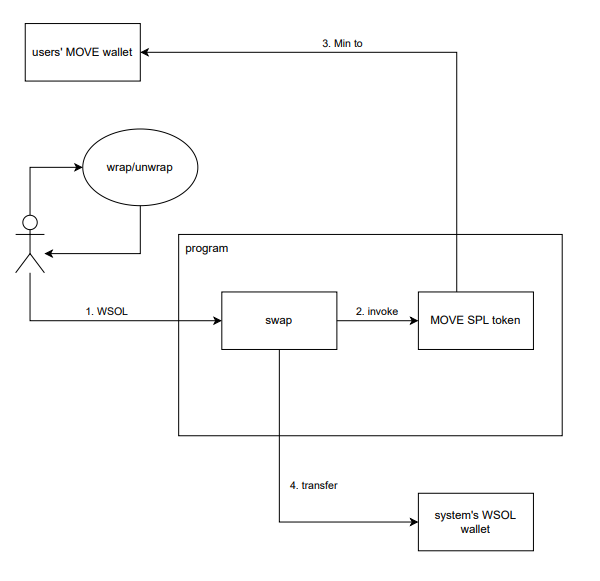 3. Min to
users' MOVE wallet
wrap/unwrap
program
1. WSOL
swap
2. invoke
MOVE SPL token
4. transfer
system's WSOL
wallet